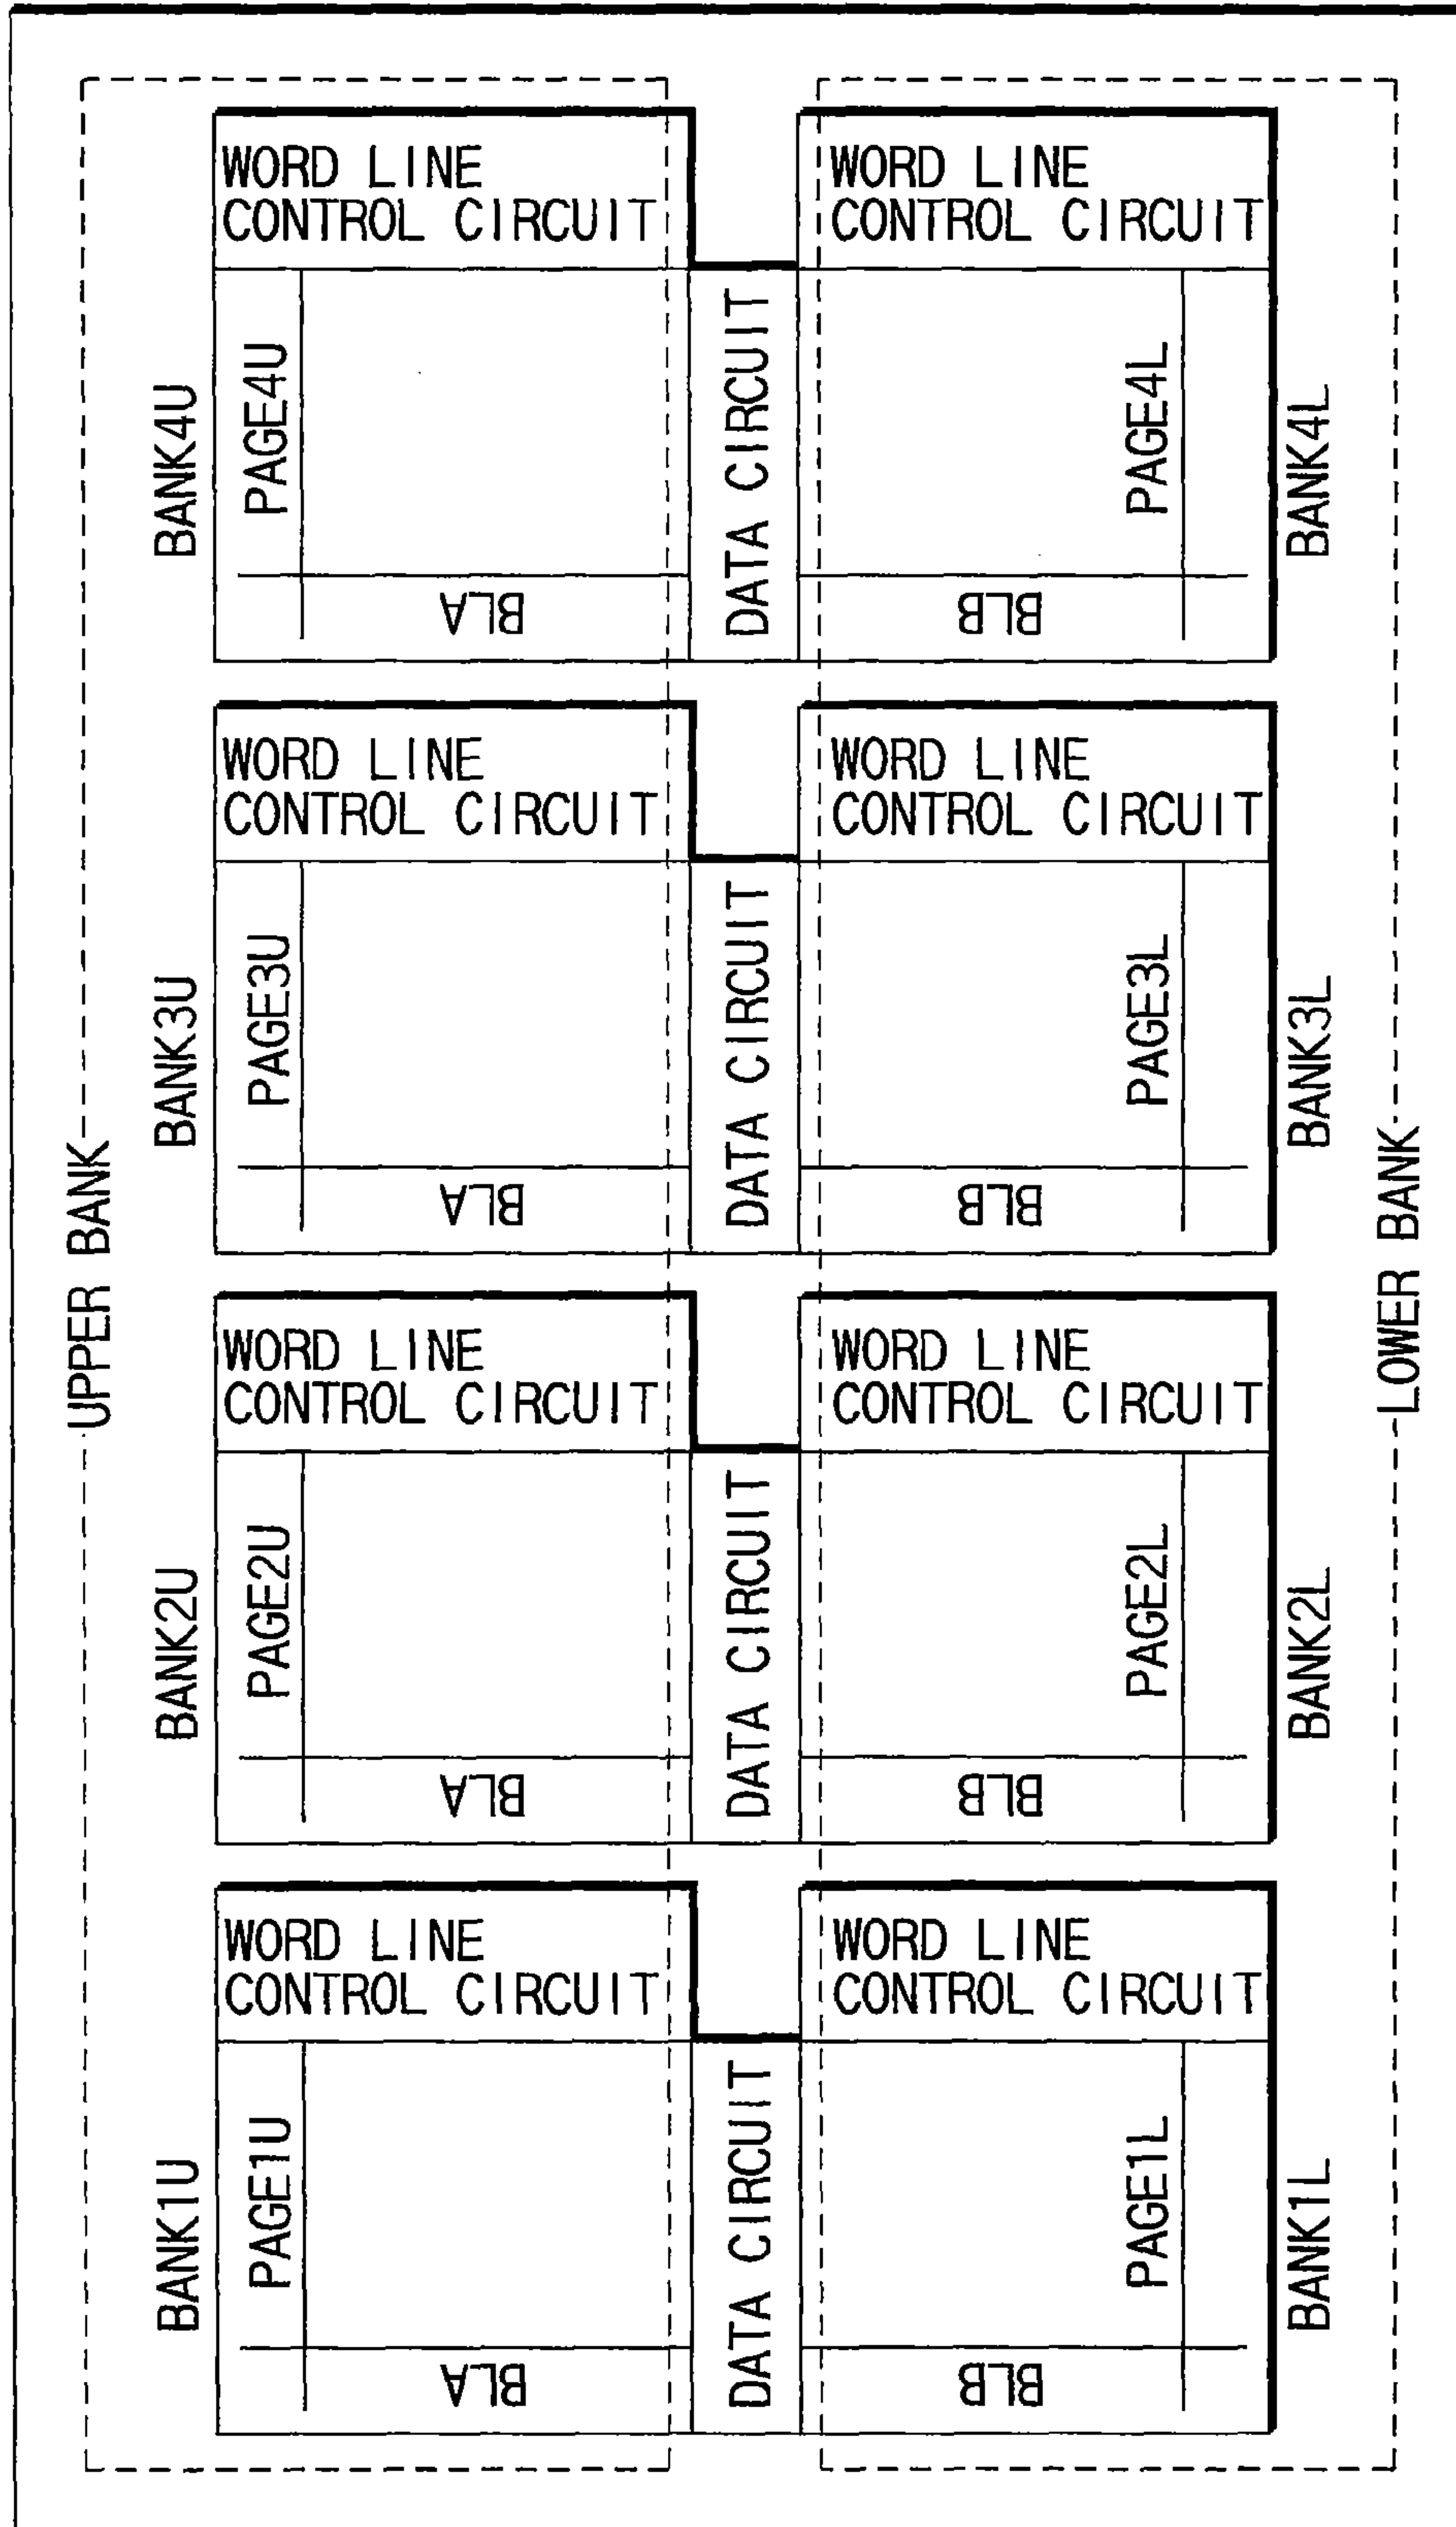 UPPER BANK
LOWER BANK
BANK4U
WORD LINE
CONTROL CIRCUIT
PAGE4U
BLA
DATA CIRCUIT
WORD LINE
CONTROL CIRCUIT
PAGE4L
BLB
BANK4L
BANK3U
WORD LINE
CONTROL CIRCUIT
PAGE3U
BLA
DATA CIRCUIT
WORD LINE
CONTROL CIRCUIT
PAGE3L
BLB
BANK3L
BANK2U
WORD LINE
CONTROL CIRCUIT
PAGE2U
BLA
DATA CIRCUIT
WORD LINE
CONTROL CIRCUIT
PAGE2L
BLB
BANK2L
BANK1U
WORD LINE
CONTROL CIRCUIT
PAGE1U
BLA
DATA CIRCUIT
WORD LINE
CONTROL CIRCUIT
PAGE1L
BLB
BANK1L